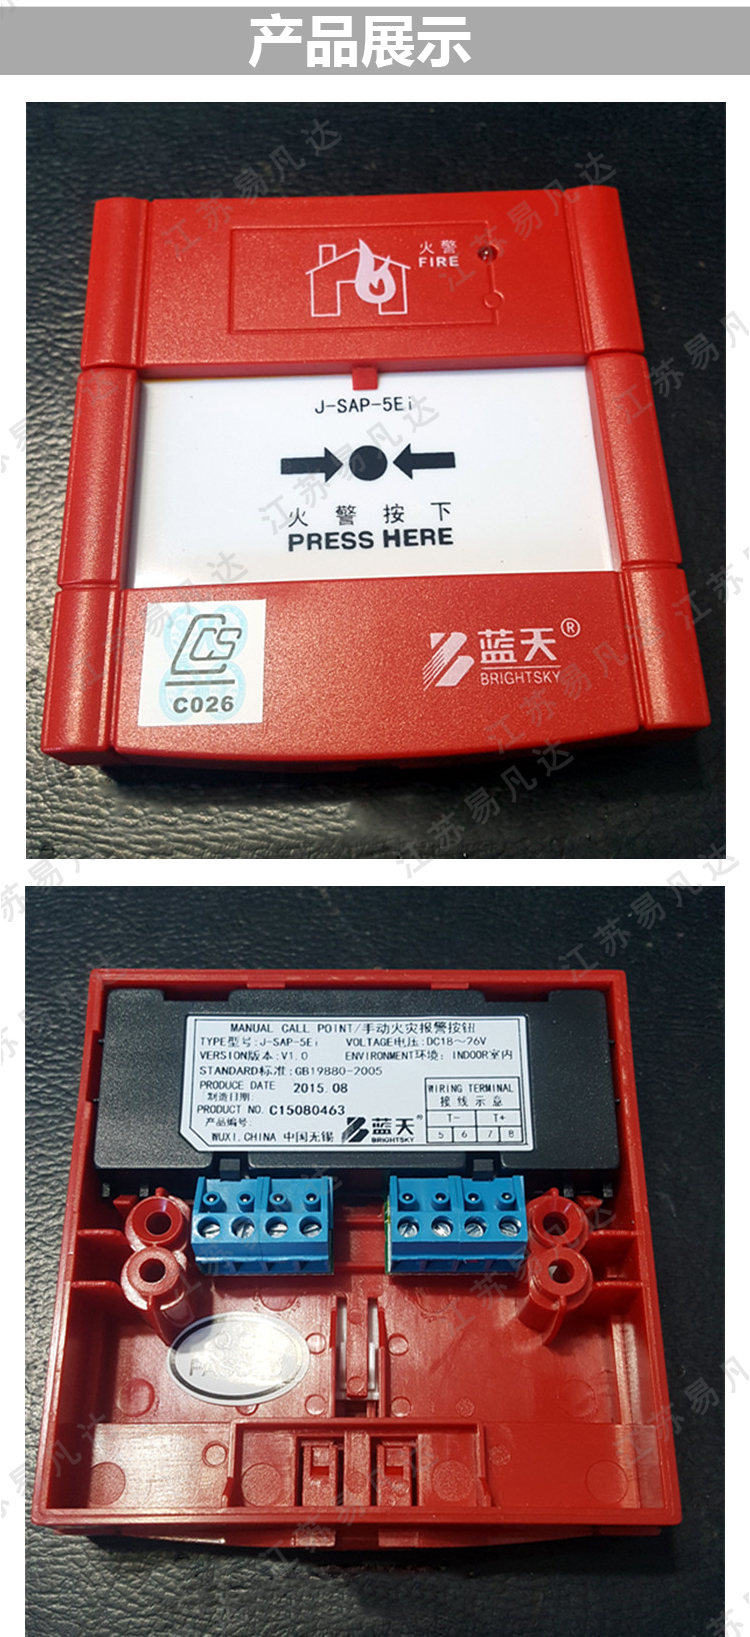 产品展示
火警
FIRE
J-SAP-5Ei
火警按下
PRESS HERE
CCCS
C026
蓝天®
BRIGHTSKY
MANUAL CALL POINT/手动火灾报警按钮
TYPE型号:J-SAP-5Ei VOLTAGE电压:DC18～26V
VERSION版本:V1.0 ENVIRONMENT环境: INDOOR室内
STANDARD标准:GB19880-2005
PRODUCE DATE 2015.08
制造日期:
PRODUCT NO. C15080463
产品编号:
WUXI.CHINA 中国无锡
蓝天®
BRIGHTSKY
WIRING TERMINAL
接线示意
T- T+
5 6 7 8
江苏易凡达